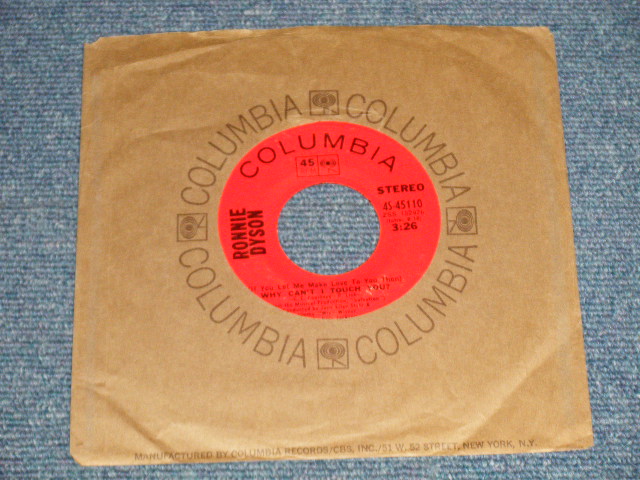 COLUMBIA COLUMBIA
COLUMBIA COLUMBIA
COLUMBIA
45
STEREO
45-45110
3:26
RONNIE
DYSON
(If You Let Me Make Love To You Then)
WHY CAN'T I TOUCH YOU?
MANUFACTURED BY COLUMBIA RECORDS/CBS, INC./51 W. 52 STREET, NEW YORK, N.Y.